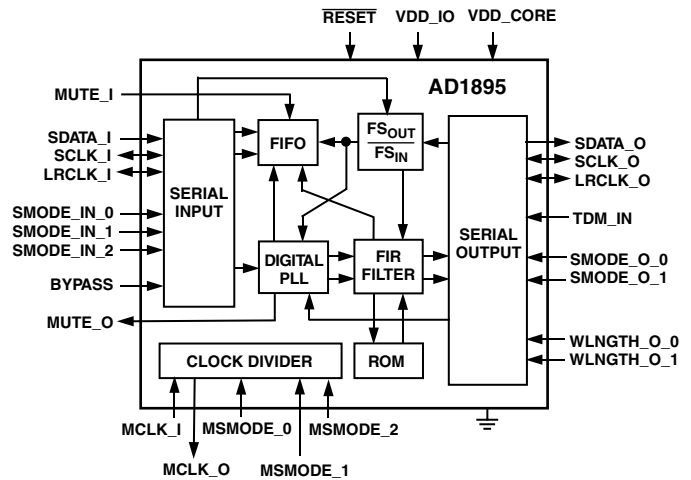 RESET VDD_IO VDD_CORE
AD1895
MUTE_I
SDATA_I
SCLK_I
LRCLK_I
SMODE_IN_0
SMODE_IN_1
SMODE_IN_2
BYPASS
MUTE_O
SERIAL
INPUT
FIFO
FSOUT
FSIN
DIGITAL
PLL
FIR
FILTER
ROM
CLOCK DIVIDER
SERIAL
OUTPUT
SDATA_O
SCLK_O
LRCLK_O
TDM_IN
SMODE_O_0
SMODE_O_1
WLNGTH_O_0
WLNGTH_O_1
MCLK_I MSMODE_0 MSMODE_2
MCLK_O MSMODE_1